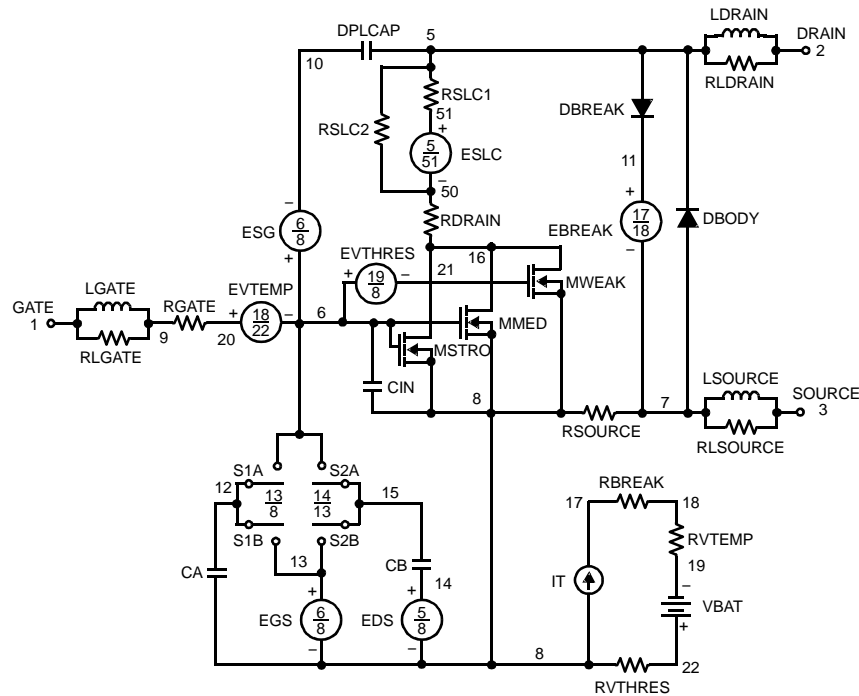 LDRAIN
DPLCAP 5 DRAIN
10 2
RSLC1 RLDRAIN
51 DBREAK
RSLC2 +
5
51 ESLC
11
− 50
− +
6
8 RDRAIN 17
18 DBODY
ESG EBREAK
+ EVTHRES 16 −
+ 19
8 − 21 MWEAK
LGATE EVTEMP
GATE RGATE + 18
22 − 6 MMED
1 9 20 MSTRO
RLGATE LSOURCE
CIN 8 7 SOURCE
3
RSOURCE RLSOURCE
S1A S2A RBREAK
12 13
8 14
13 15 17 18
S1B S2B RVTEMP
13 CB 19
CA 14 IT −
+ + VBAT
EGS 6
8 EDS 5
8 +
− − 8 22
RVTHRES